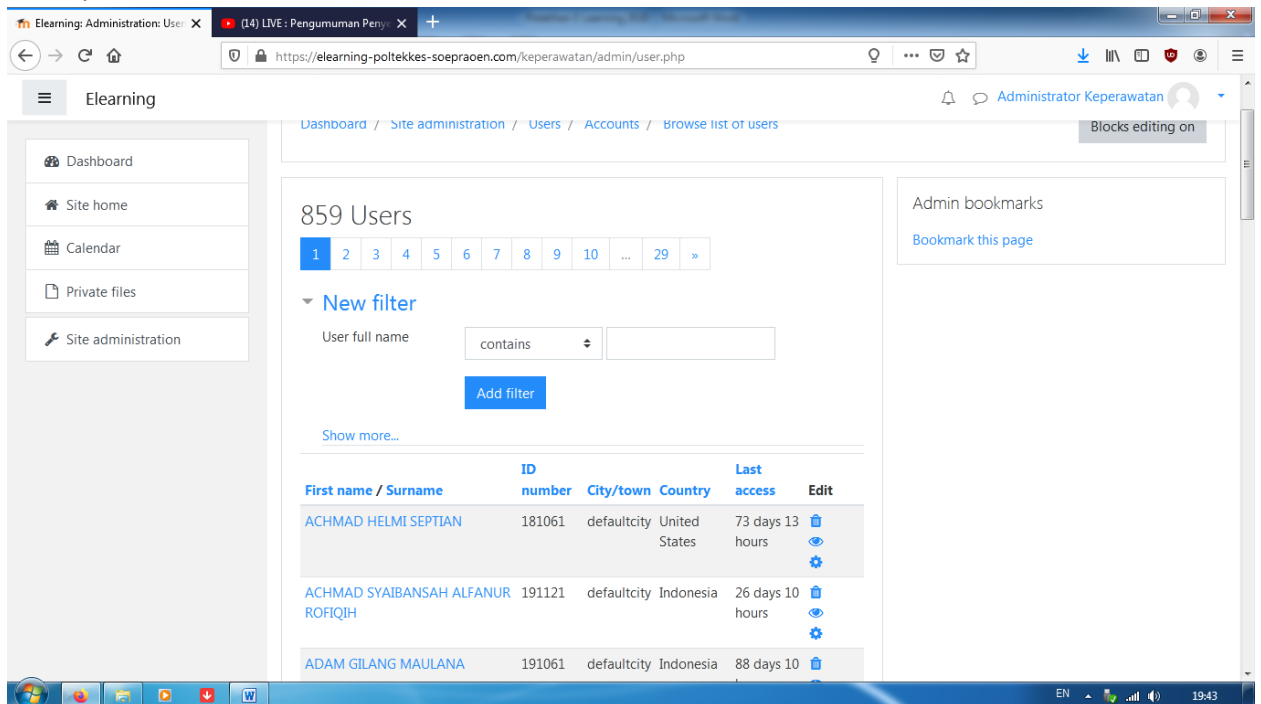 Elearning: Administration: User
(14) LIVE : Pengumuman Penye
https://elearning-poltekkes-soepraoen.com/keperawatan/admin/user.php
Elearning
Administrator Keperawatan
Dashboard / Site administration / Users / Accounts / Browse list of users
Blocks editing on
Dashboard
Site home
Calendar
Private files
Site administration
859 Users
1 2 3 4 5 6 7 8 9 10 ... 29 »
New filter
User full name
contains
Add filter
Show more...
Admin bookmarks
Bookmark this page
First name / Surname ID number City/town Country Last access Edit
ACHMAD HELMI SEPTIAN 181061 defaultcity United States 73 days 13 hours
ACHMAD SYAIBANSAH ALFANUR ROFIQIH 191121 defaultcity Indonesia 26 days 10 hours
ADAM GILANG MAULANA 191061 defaultcity Indonesia 88 days 10
EN
19:43